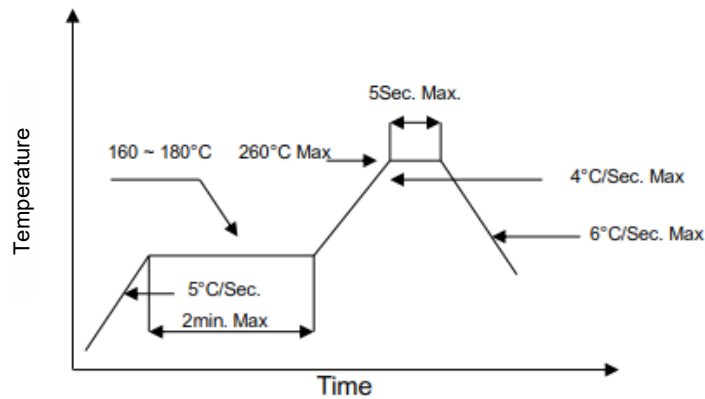 5Sec. Max.
160 ~ 180°C
260°C Max
4°C/Sec. Max
6°C/Sec. Max
5°C/Sec.
2min. Max
Temperature
Time